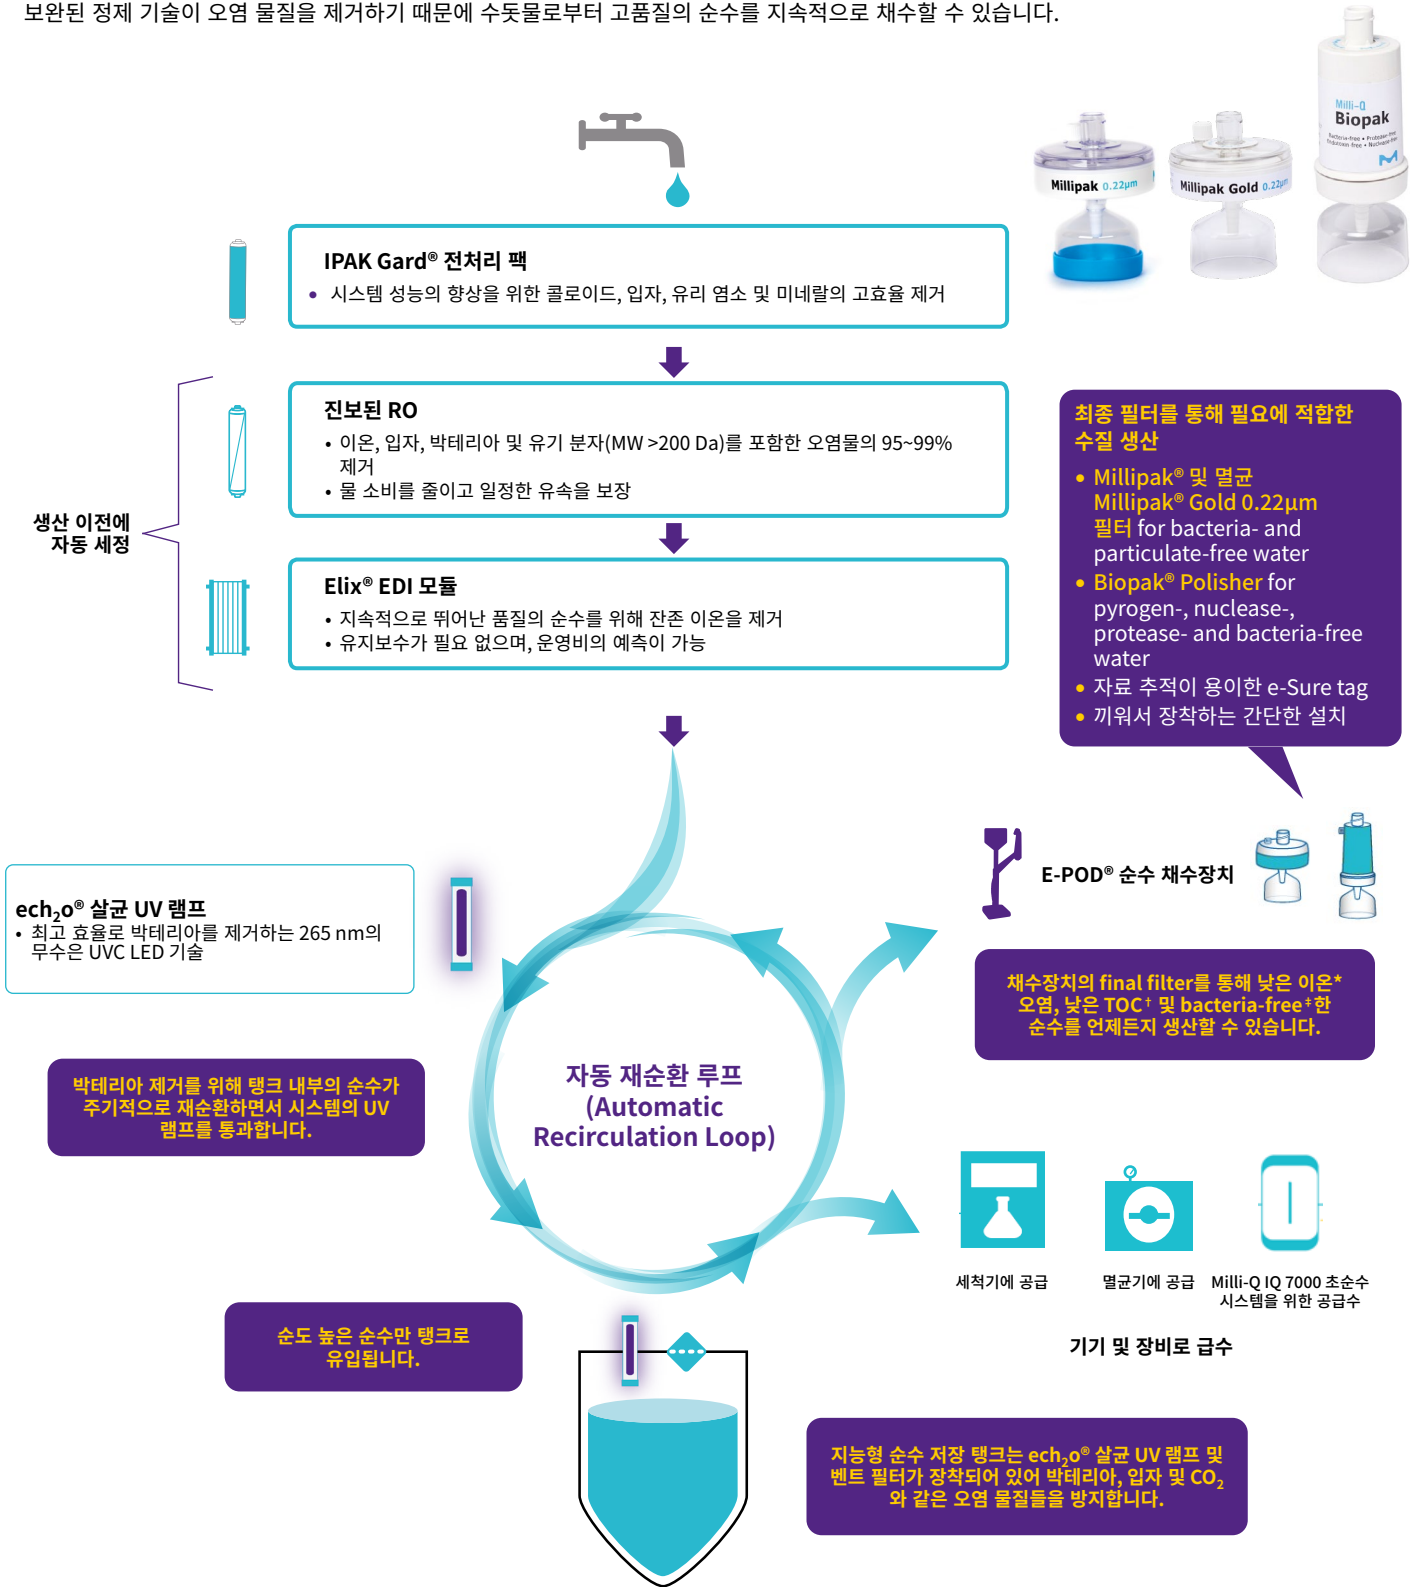 보완된 정제 기술이 오염 물질을 제거하기 때문에 수돗물로부터 고품질의 순수를 지속적으로 채수할 수 있습니다.
Milli-Q
Biopak
Bacteria-free • Protease-free
Endotoxin-free • Nuclease-free
Millipak 0.22µm
Millipak Gold 0.22µm
IPAK Gard® 전처리 팩
• 시스템 성능의 향상을 위한 콜로이드, 입자, 유리 염소 및 미네랄의 고효율 제거
진보된 RO
• 이온, 입자, 박테리아 및 유기 분자(MW >200 Da)를 포함한 오염물의 95~99%
제거
• 물 소비를 줄이고 일정한 유속을 보장
생산 이전에
자동 세정
Elix® EDI 모듈
• 지속적으로 뛰어난 품질의 순수를 위해 잔존 이온을 제거
• 유지보수가 필요 없으며, 운영비의 예측이 가능
최종 필터를 통해 필요에 적합한
수질 생산
• Millipak® 및 멸균
Millipak® Gold 0.22µm
필터 for bacteria- and
particulate-free water
• Biopak® Polisher for
pyrogen-, nuclease-,
protease- and bacteria-free
water
• 자료 추적이 용이한 e-Sure tag
• 끼워서 장착하는 간단한 설치
E-POD® 순수 채수장치
ech₂o® 살균 UV 램프
• 최고 효율로 박테리아를 제거하는 265 nm의
무수은 UVC LED 기술
채수장치의 final filter를 통해 낮은 이온*
오염, 낮은 TOC† 및 bacteria-free‡한
순수를 언제든지 생산할 수 있습니다.
박테리아 제거를 위해 탱크 내부의 순수가
주기적으로 재순환하면서 시스템의 UV
램프를 통과합니다.
자동 재순환 루프
(Automatic
Recirculation Loop)
세척기에 공급
멸균기에 공급
Milli-Q IQ 7000 초순수
시스템을 위한 공급수
기기 및 장비로 급수
순도 높은 순수만 탱크로
유입됩니다.
지능형 순수 저장 탱크는 ech₂o® 살균 UV 램프 및
벤트 필터가 장착되어 있어 박테리아, 입자 및 CO₂
와 같은 오염 물질들을 방지합니다.